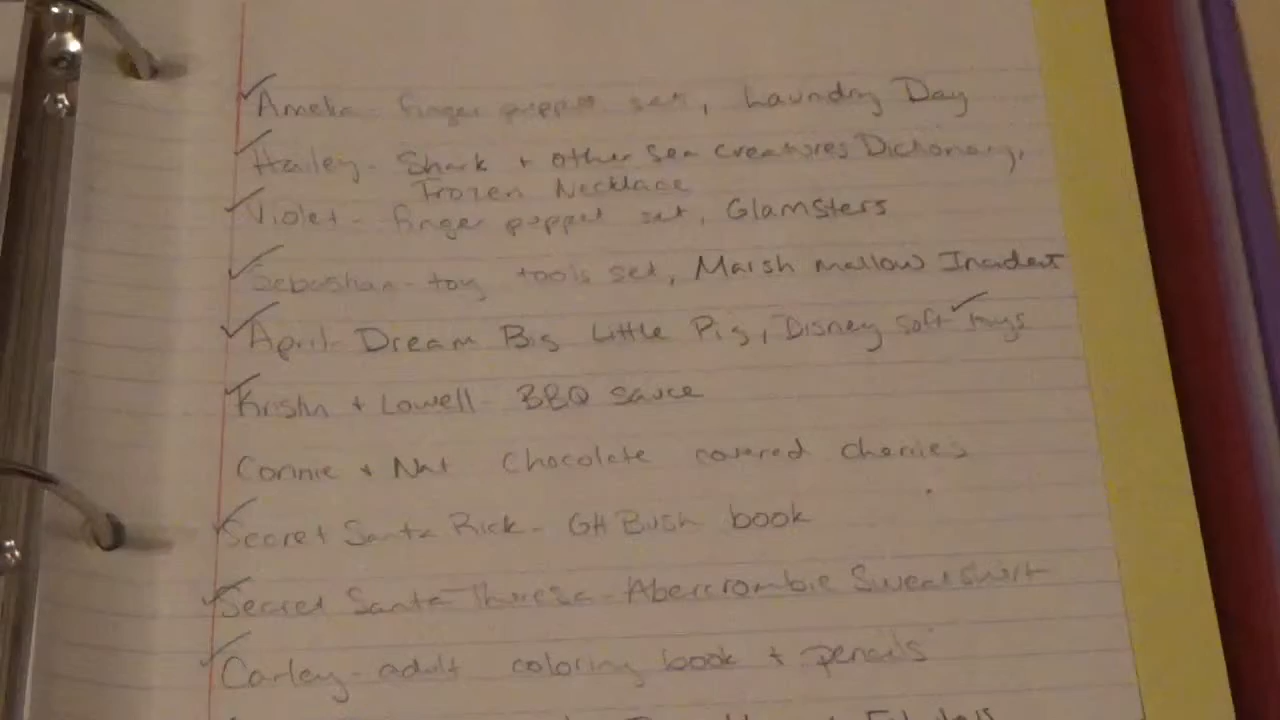 ✓Amelia - finger puppet set, Laundry Day
✓Hailey - Shark + other sea creatures Dictionary,
Frozen Necklace
✓Violet - finger puppet set, Glamsters
✓Sebastian - toy tools set, Marshmallow Incident
✓April - Dream Big Little Pig, Disney soft ✓toys
✓Kristin + Lowell - BBQ sauce
Connie + Nat Chocolate covered cherries
✓Secret Santa Rick - GH Bush book
✓Secret Santa Theresa - Abercrombie Sweatshirt
✓Carley - adult coloring book + pencils